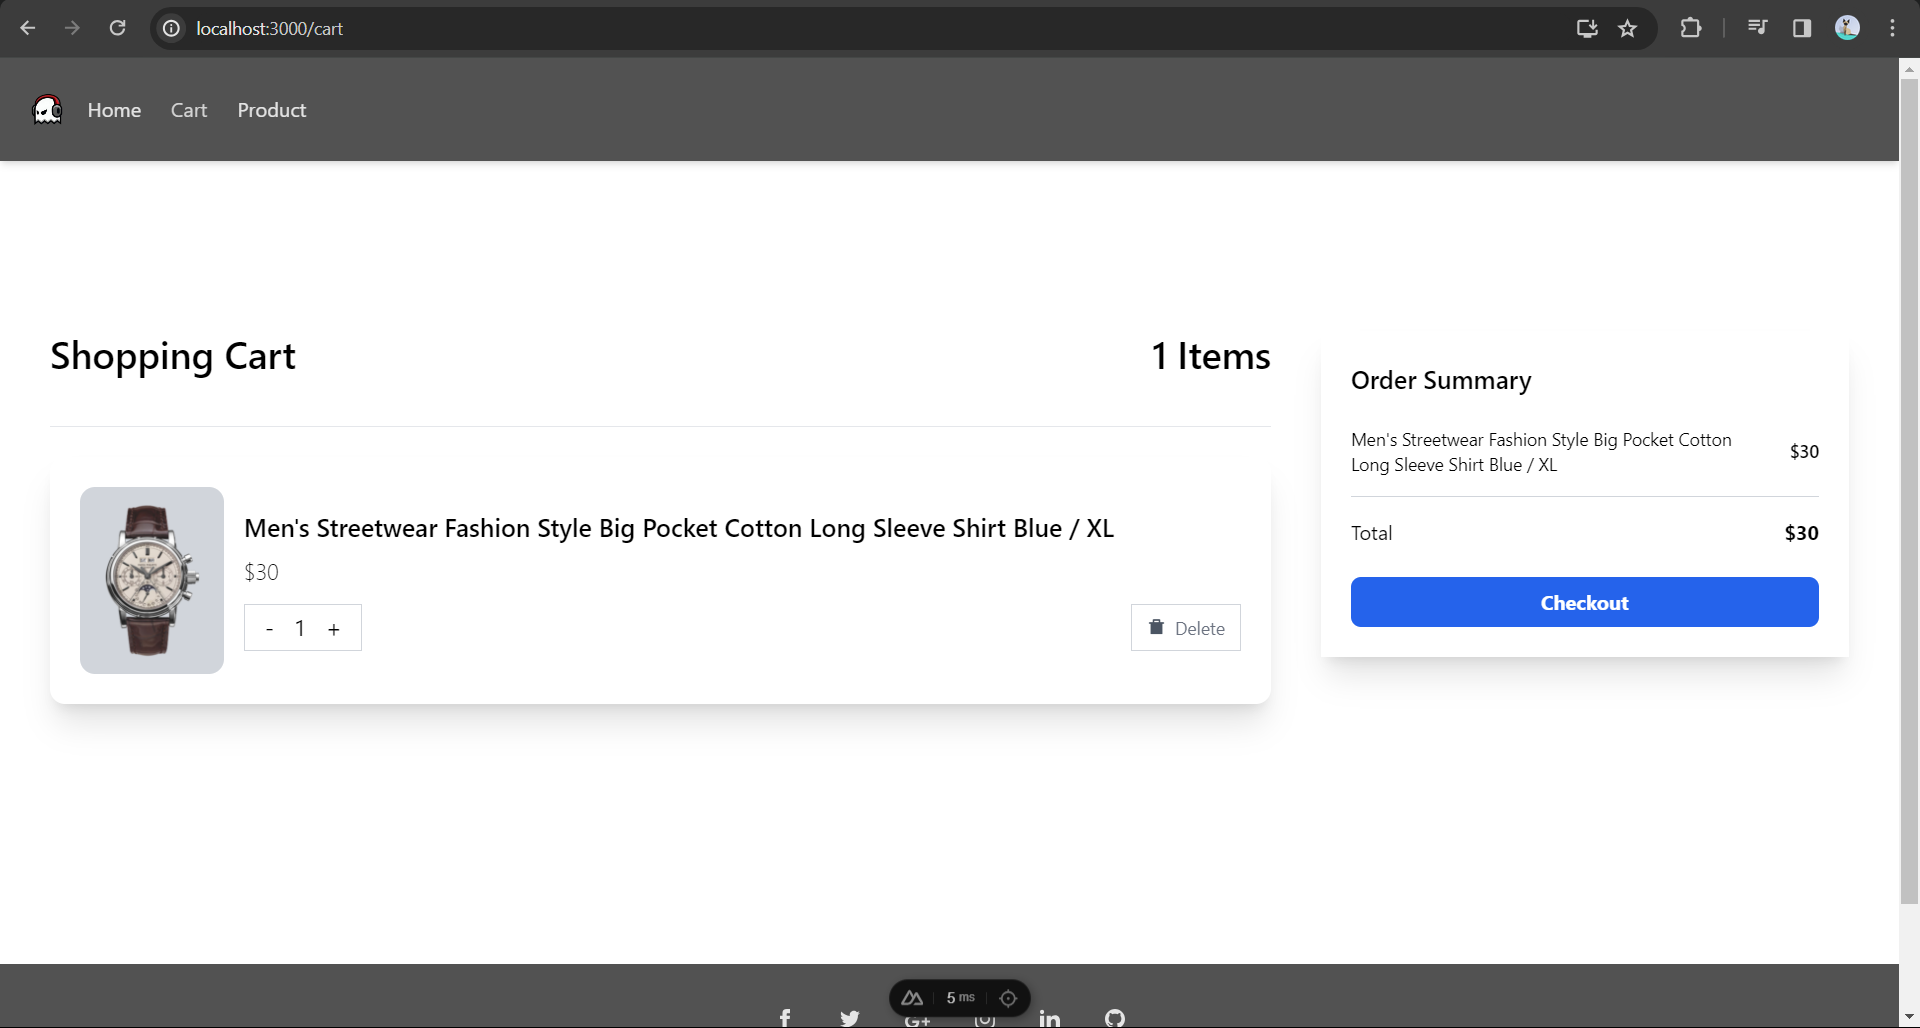 localhost:3000/cart
Home Cart Product
Shopping Cart
1 Items
Men's Streetwear Fashion Style Big Pocket Cotton Long Sleeve Shirt Blue / XL
$30
- 1 +
Delete
Order Summary
Men's Streetwear Fashion Style Big Pocket Cotton
Long Sleeve Shirt Blue / XL
$30
Total $30
Checkout
5 ms